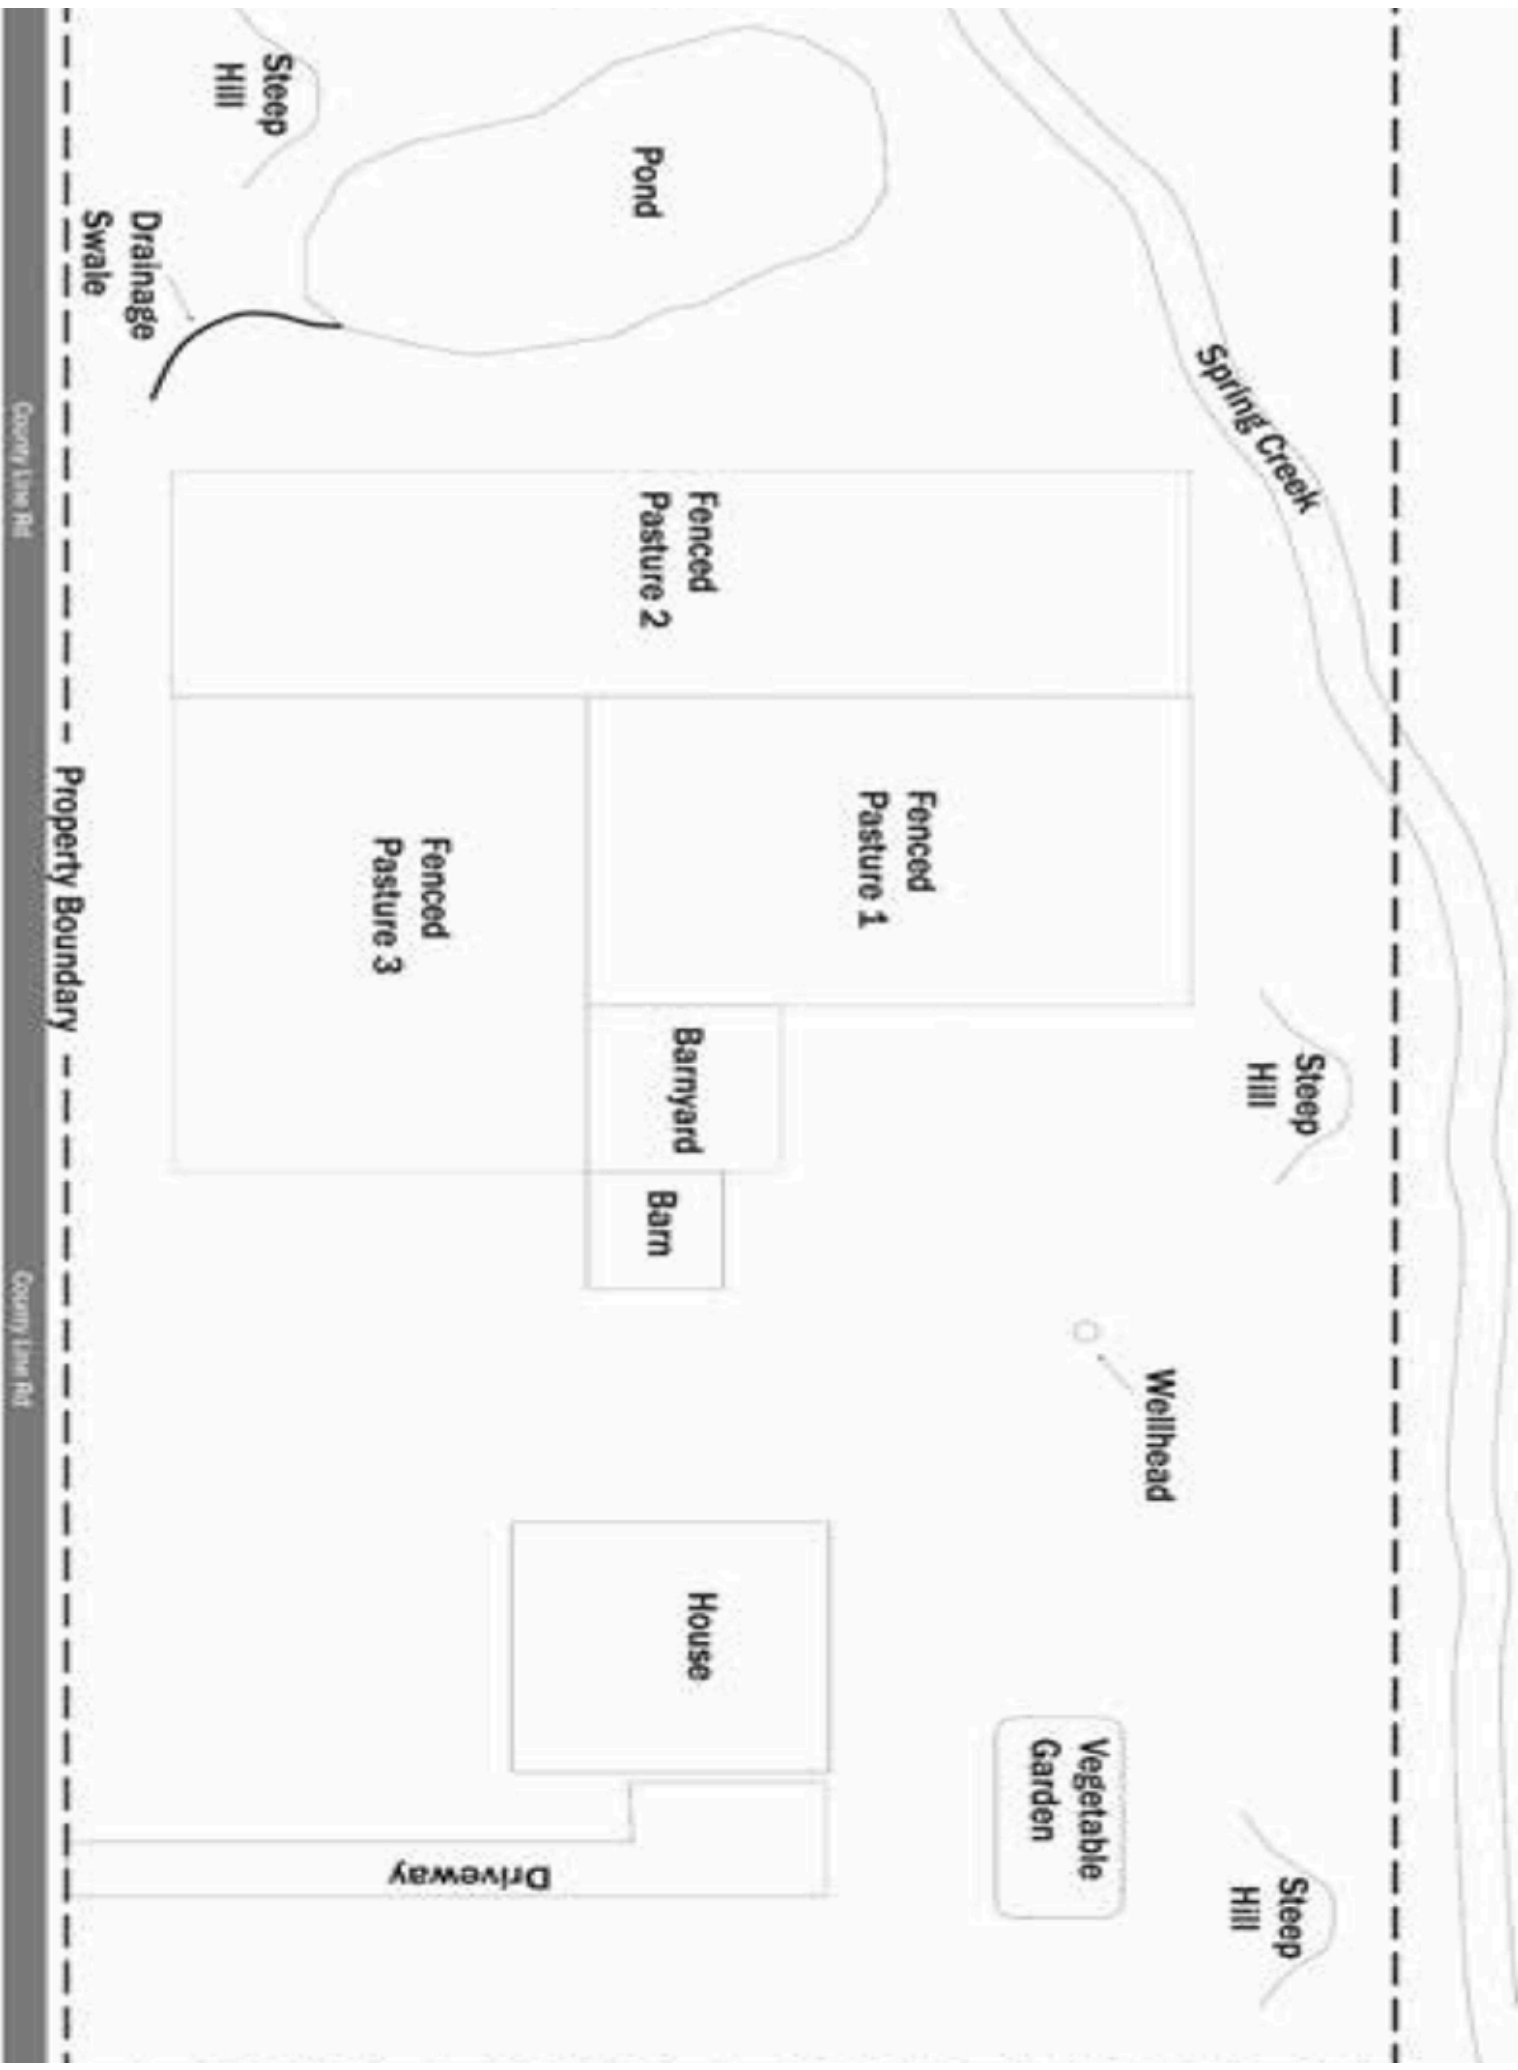 Spring Creek
Pond
Steep
Hill
Drainage
Swale
Fenced
Pasture 2
Fenced
Pasture 1
Fenced
Pasture 3
Barnyard
Barn
Steep
Hill
Wellhead
House
Vegetable
Garden
Steep
Hill
Driveway
Property Boundary
County Line Rd
County Line Rd